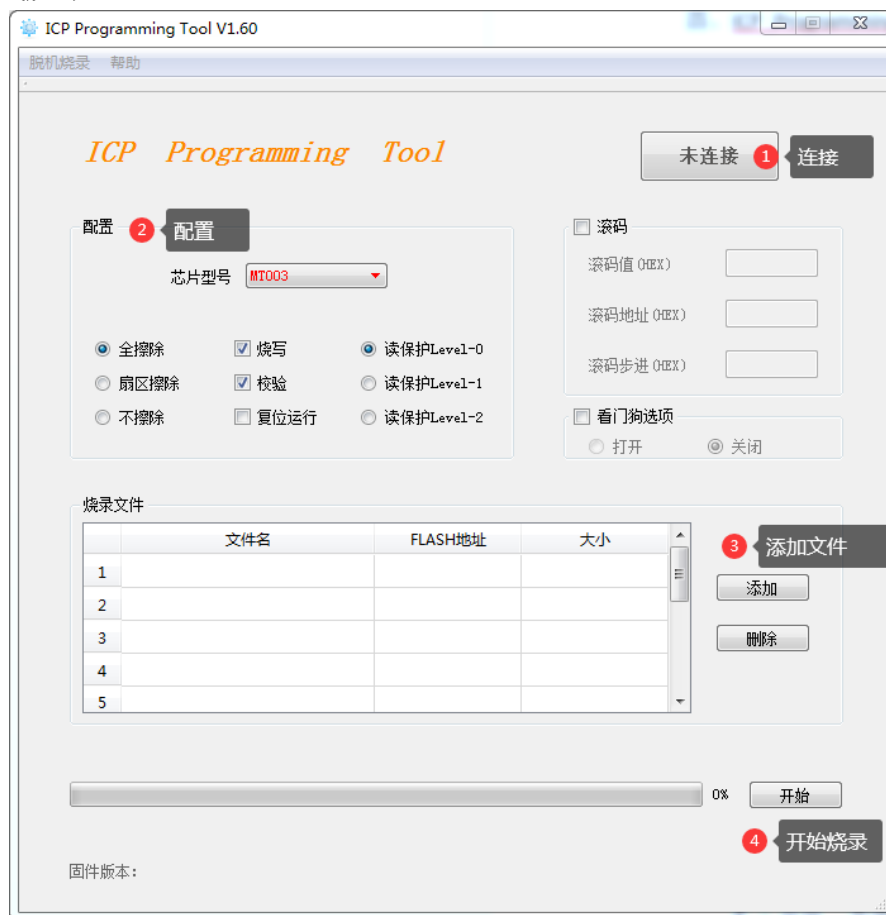 ICP Programming Tool V1.60
脱机烧录 帮助
ICP Programming Tool
未连接 1 连接
配置 2 配置
芯片型号 MT003
全擦除 烧写 读保护Level-0
扇区擦除 校验 读保护Level-1
不擦除 复位运行 读保护Level-2
滚码
滚码值(HEX)
滚码地址(HEX)
滚码步进(HEX)
看门狗选项
打开 关闭
烧录文件
文件名 FLASH地址 大小
1
2
3
4
5
3 添加文件
添加
删除
0% 开始
4 开始烧录
固件版本: